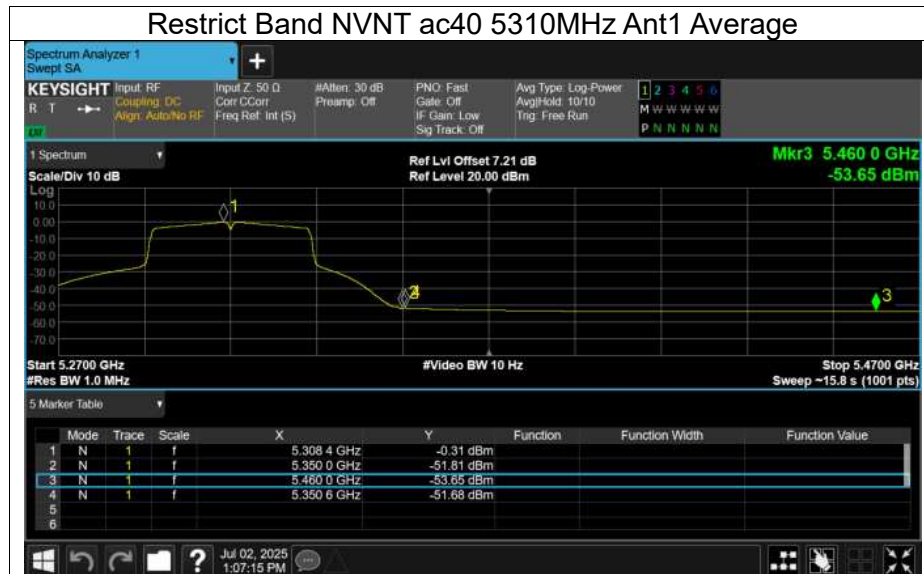 Restrict Band NVNT ac40 5310MHz Ant1 Average
Spectrum Analyzer 1
Swept SA
+
KEYSIGHT Input: RF Input Z: 50 Ω #Atten: 30 dB PNO: Fast Avg Type: Log-Power 1 2 3 4 5 6
R T Coupling: DC Corr CCorr Preamp: Off Gate: Off Avg|Hold: 10/10 M W W W W W W
Align: Auto/No RF Freq Ref: Int (S) IF Gain: Low Trig: Free Run
LXI Sig Track: Off P N N N N N N
1 Spectrum Ref Lvl Offset 7.21 dB Mkr3 5.460 0 GHz
Scale/Div 10 dB Ref Level 20.00 dBm -53.65 dBm
Log
10.0
0.00
-10.0
-20.0
-30.0
-40.0
-50.0
-60.0
-70.0
1
2
3
Start 5.2700 GHz #Video BW 10 Hz Stop 5.4700 GHz
#Res BW 1.0 MHz Sweep ~15.8 s (1001 pts)
5 Marker Table
Mode Trace Scale X Y Function Function Width Function Value
1 N 1 f 5.308 4 GHz -0.31 dBm
2 N 1 f 5.350 0 GHz -51.81 dBm
3 N 1 f 5.460 0 GHz -53.65 dBm
4 N 1 f 5.350 6 GHz -51.68 dBm
5
6
? Jul 02, 2025
1:07:15 PM